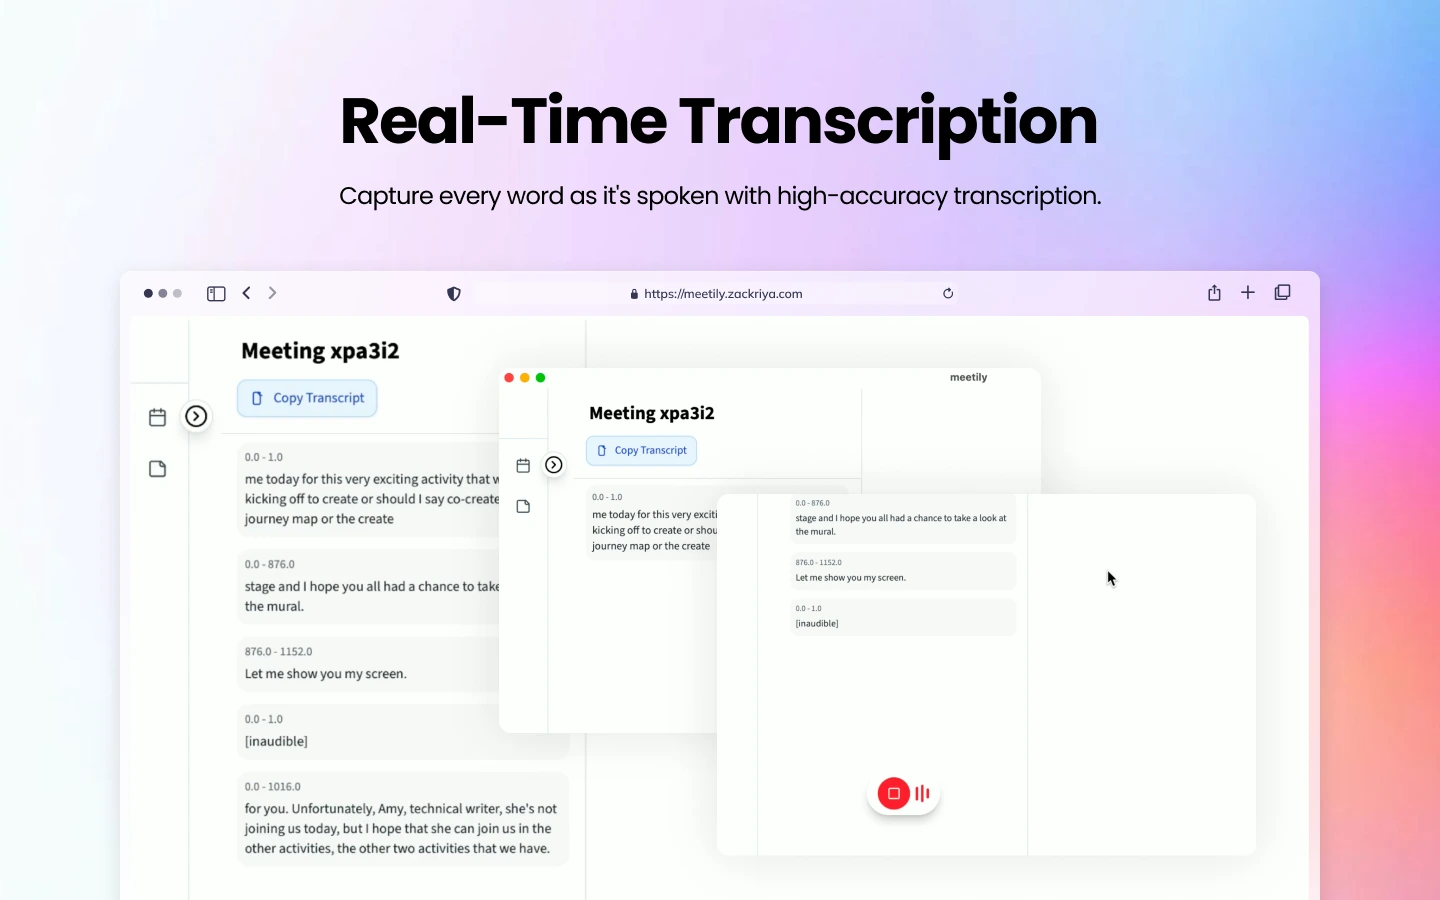 Real-Time Transcription
Capture every word as it's spoken with high-accuracy transcription.
https://meetily.zackriya.com
Meeting xpa3i2
Copy Transcript
0.0 - 1.0
me today for this very exciting activity that w
kicking off to create or should I say co-create
journey map or the create
0.0 - 876.0
stage and I hope you all had a chance to take
the mural.
876.0 - 1152.0
Let me show you my screen.
0.0 - 1.0
[inaudible]
0.0 - 1016.0
for you. Unfortunately, Amy, technical writer, she's not
joining us today, but I hope that she can join us in the
other activities, the other two activities that we have.
meetily
Meeting xpa3i2
Copy Transcript
0.0 - 1.0
me today for this very exciti
kicking off to create or shou
journey map or the create
0.0 - 876.0
stage and I hope you all had a chance to take a look at
the mural.
876.0 - 1152.0
Let me show you my screen.
0.0 - 1.0
[inaudible]